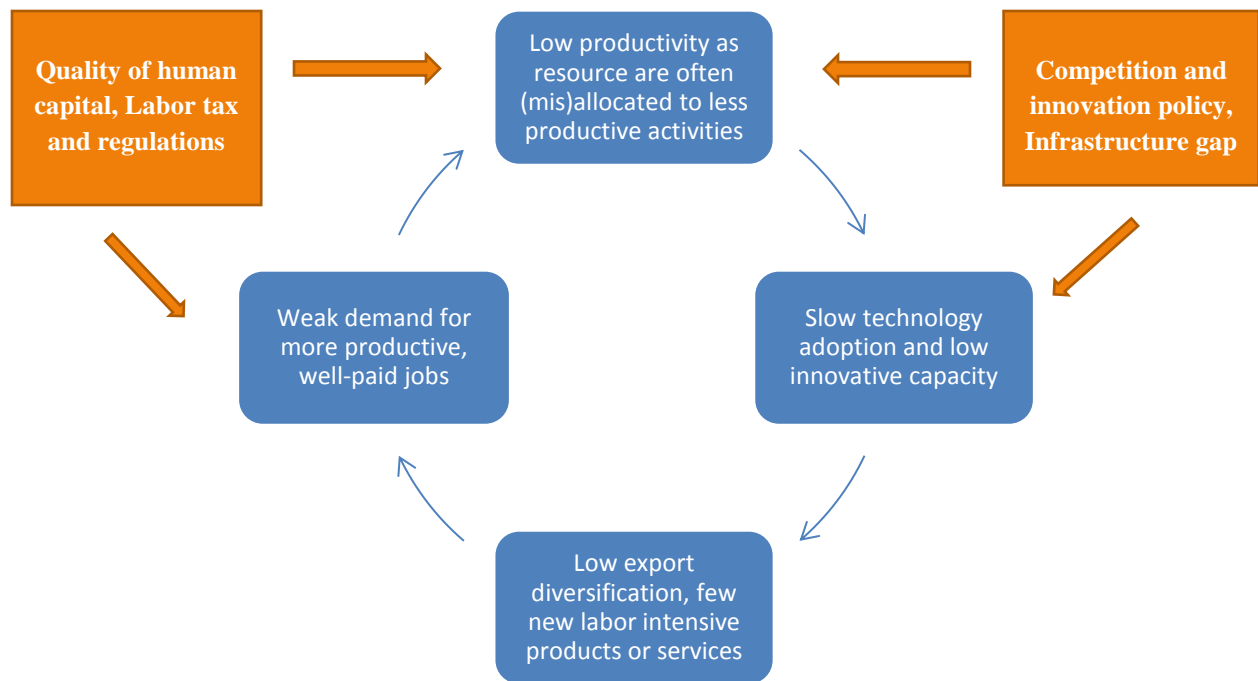 Low productivity as
resource are often
(mis)allocated to less
productive activities
Quality of human
capital, Labor tax
and regulations
Competition and
innovation policy,
Infrastructure gap
Weak demand for
more productive,
well-paid jobs
Slow technology
adoption and low
innovative capacity
Low export
diversification, few
new labor intensive
products or services